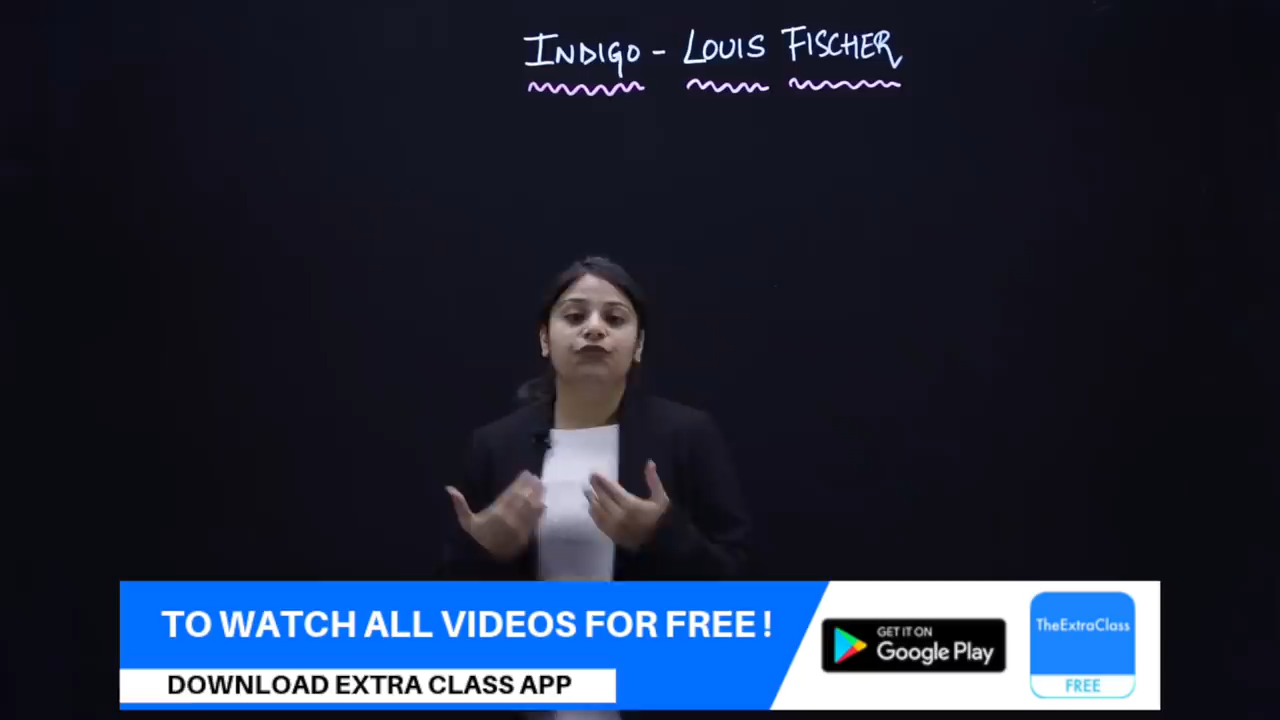 INDIGO - LOUIS FISCHER
TO WATCH ALL VIDEOS FOR FREE !
DOWNLOAD EXTRA CLASS APP
GET IT ON
Google Play
TheExtraClass
FREE